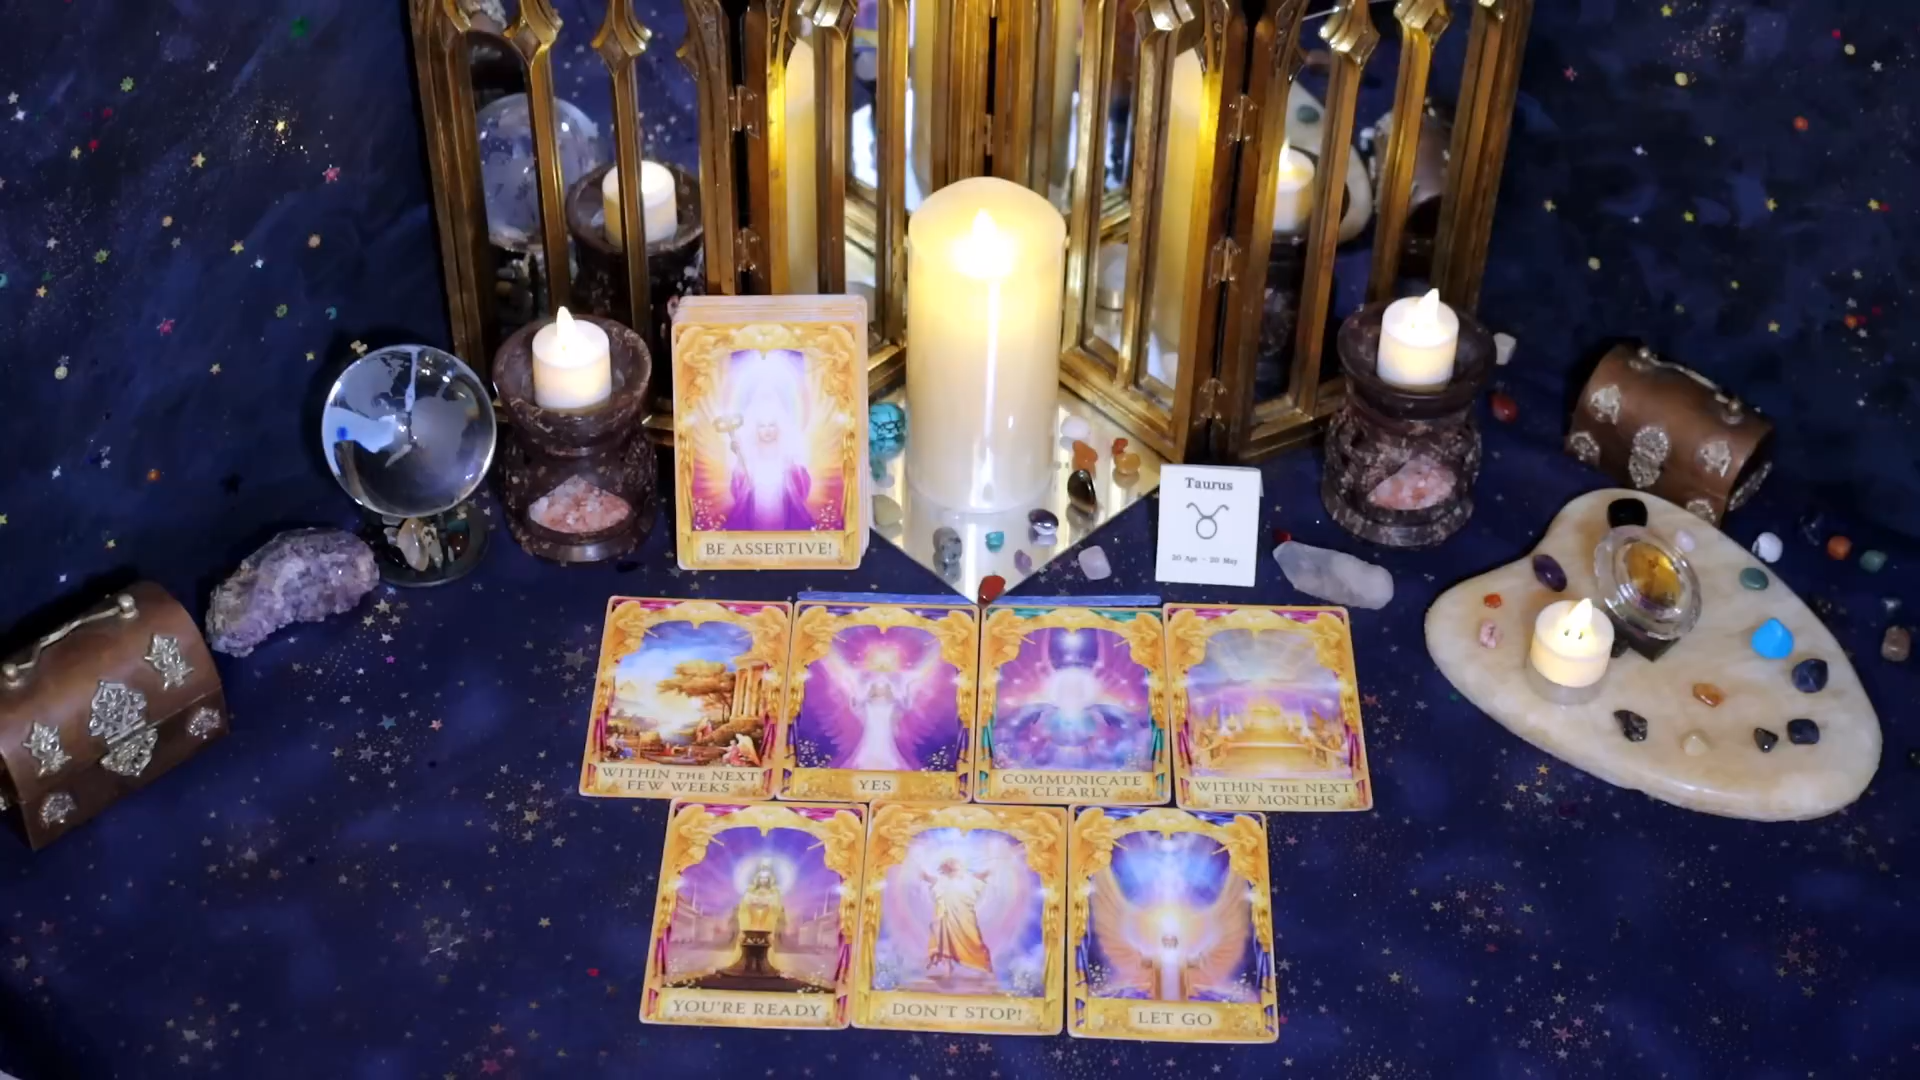 BE ASSERTIVE!
Taurus
20 Apr - 20 May
WITHIN THE NEXT
FEW WEEKS
YES
COMMUNICATE
CLEARLY
WITHIN THE NEXT
FEW MONTHS
YOU'RE READY
DON'T STOP!
LET GO